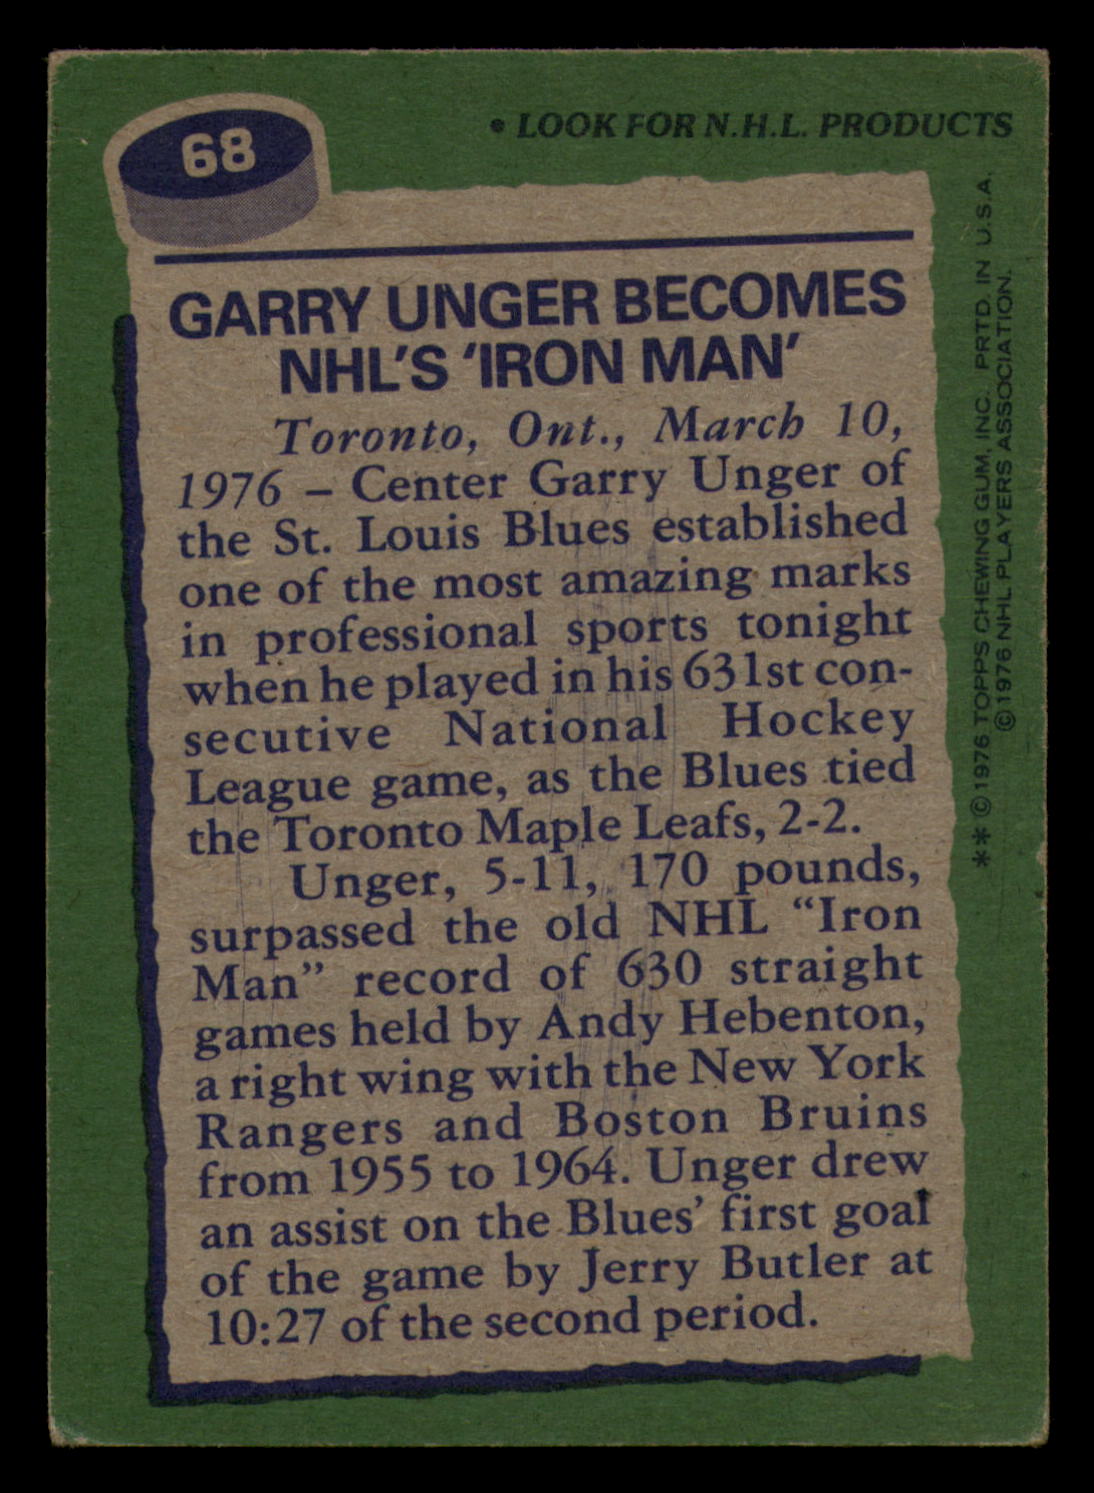 68
• LOOK FOR N.H.L. PRODUCTS
GARRY UNGER BECOMES
NHL'S 'IRON MAN'
Toronto, Ont., March 10,
1976 – Center Garry Unger of
the St. Louis Blues established
one of the most amazing marks
in professional sports tonight
when he played in his 631st con-
secutive National Hockey
League game, as the Blues tied
the Toronto Maple Leafs, 2-2.
Unger, 5-11, 170 pounds,
surpassed the old NHL “Iron
Man” record of 630 straight
games held by Andy Hebenton,
a right wing with the New York
Rangers and Boston Bruins
from 1955 to 1964. Unger drew
an assist on the Blues' first goal
of the game by Jerry Butler at
10:27 of the second period.
** © 1976 TOPPS CHEWING GUM, INC. PRTD. IN U.S.A.
© 1976 NHL PLAYERS ASSOCIATION.